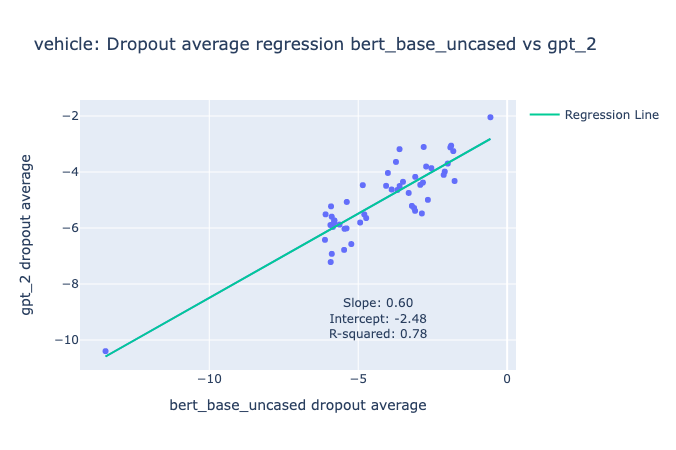 vehicle: Dropout average regression bert_base_uncased vs gpt_2
Regression Line
−2
−4
−6
−8
−10
gpt_2 dropout average
Slope: 0.60
Intercept: -2.48
R-squared: 0.78
−10
−5
0
bert_base_uncased dropout average